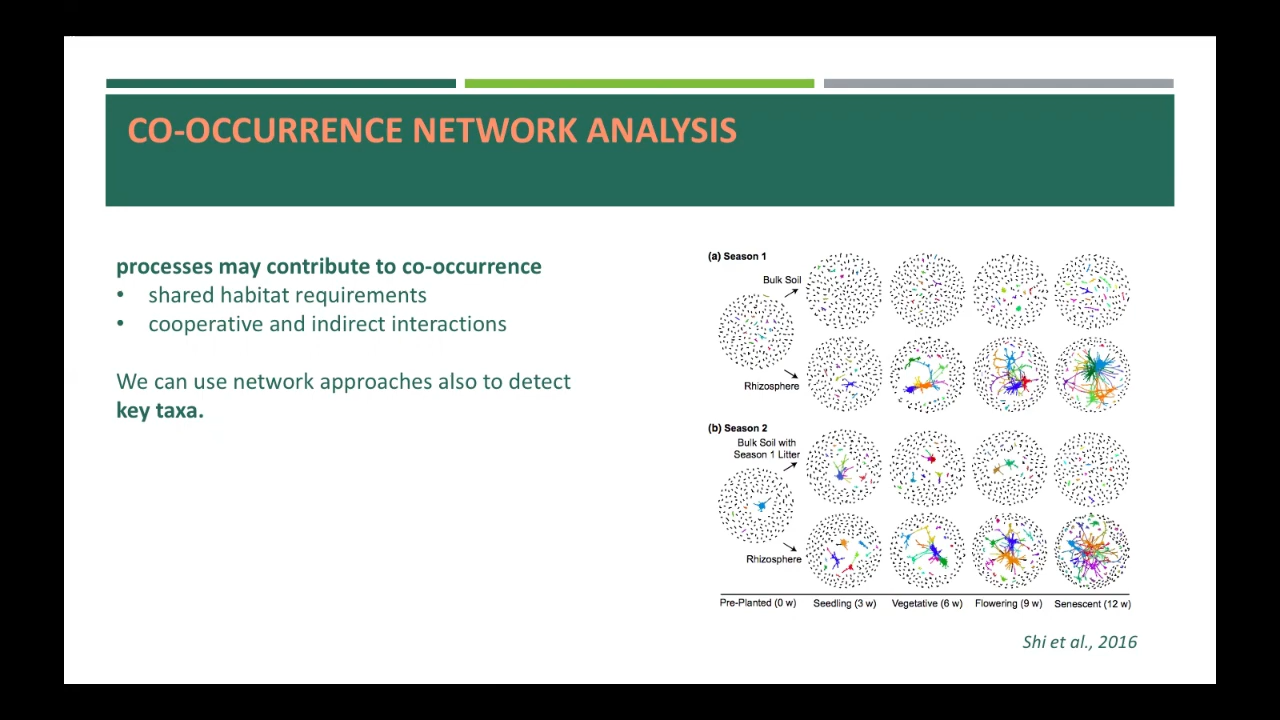 CO-OCCURRENCE NETWORK ANALYSIS
processes may contribute to co-occurrence
• shared habitat requirements
• cooperative and indirect interactions
We can use network approaches also to detect
key taxa.
(a) Season 1
Bulk Soil
Rhizosphere
(b) Season 2
Bulk Soil with
Season 1 Litter
Rhizosphere
Pre-Planted (0 w) Seedling (3 w) Vegetative (6 w) Flowering (9 w) Senescent (12 w)
Shi et al., 2016